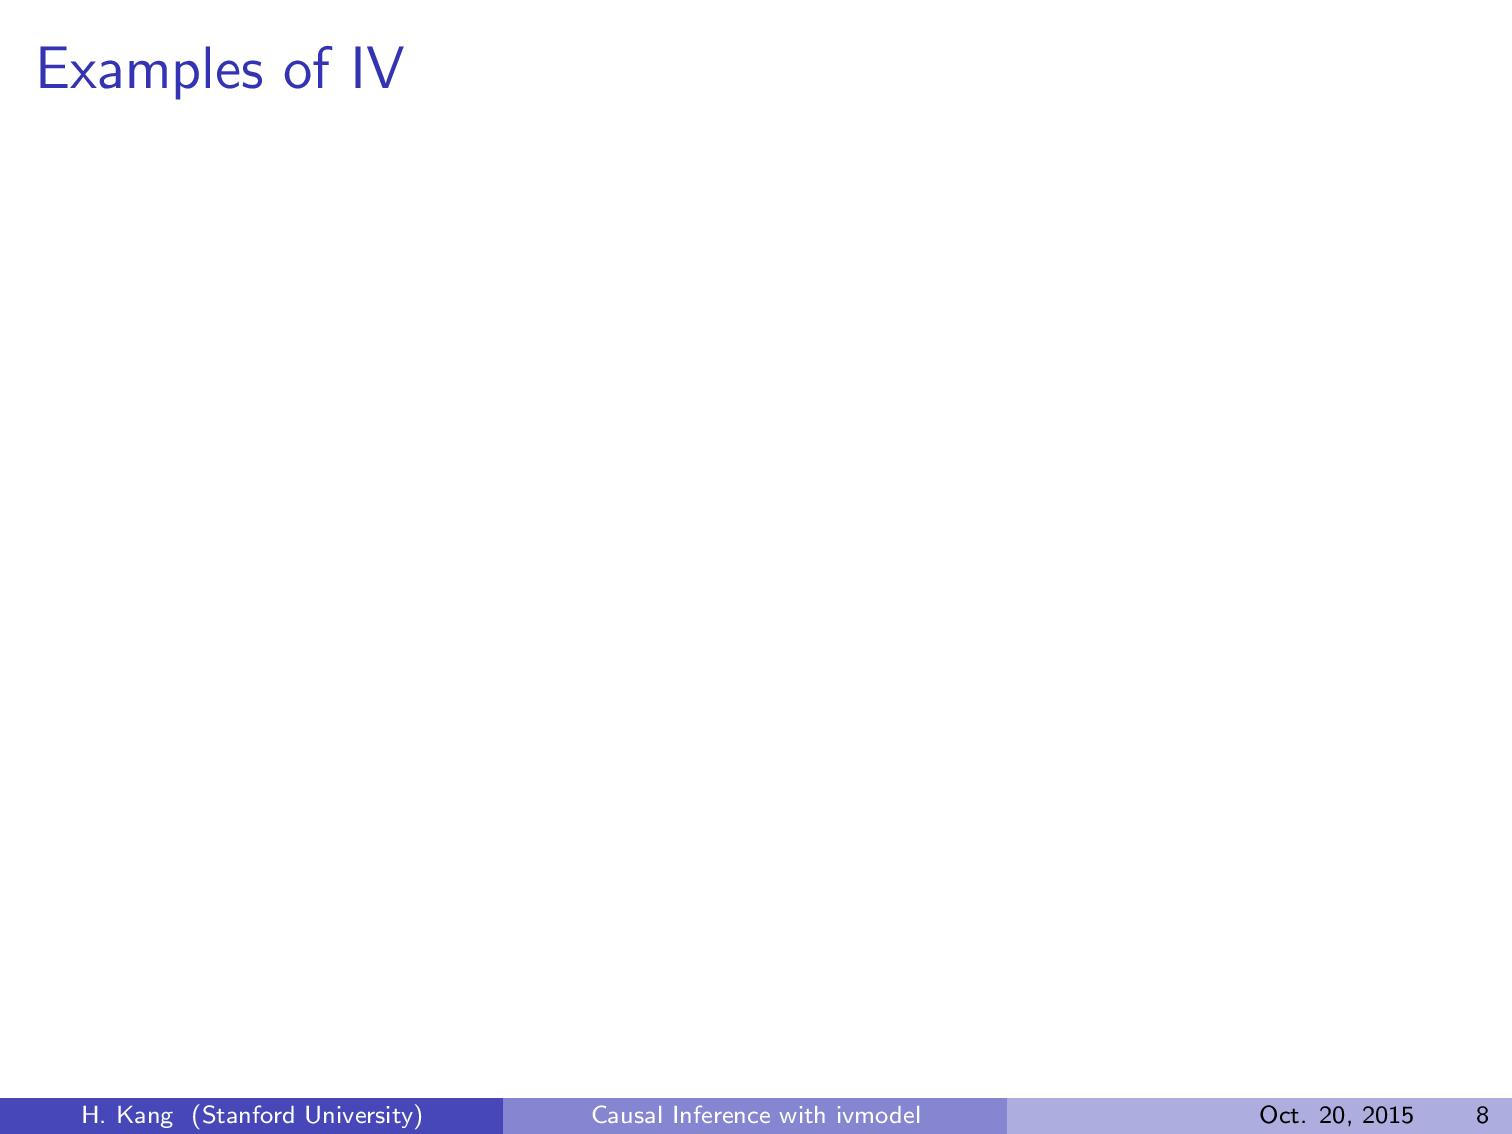 Examples of IV
H. Kang (Stanford University) Causal Inference with ivmodel Oct. 20, 2015 8